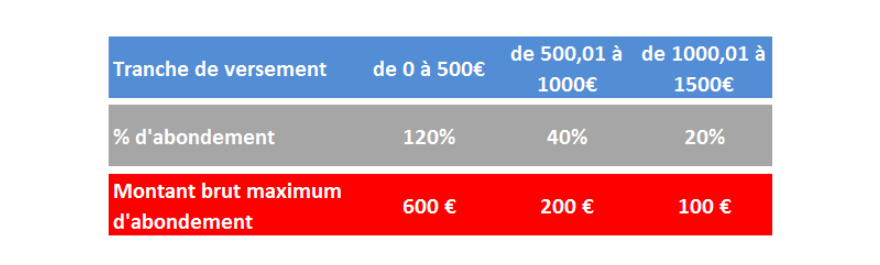 Tranche de versement de 0 à 500€ de 500,01 à 1000€ de 1000,01 à 1500€
% d'abondement 120% 40% 20%
Montant brut maximum d'abondement 600 € 200 € 100 €